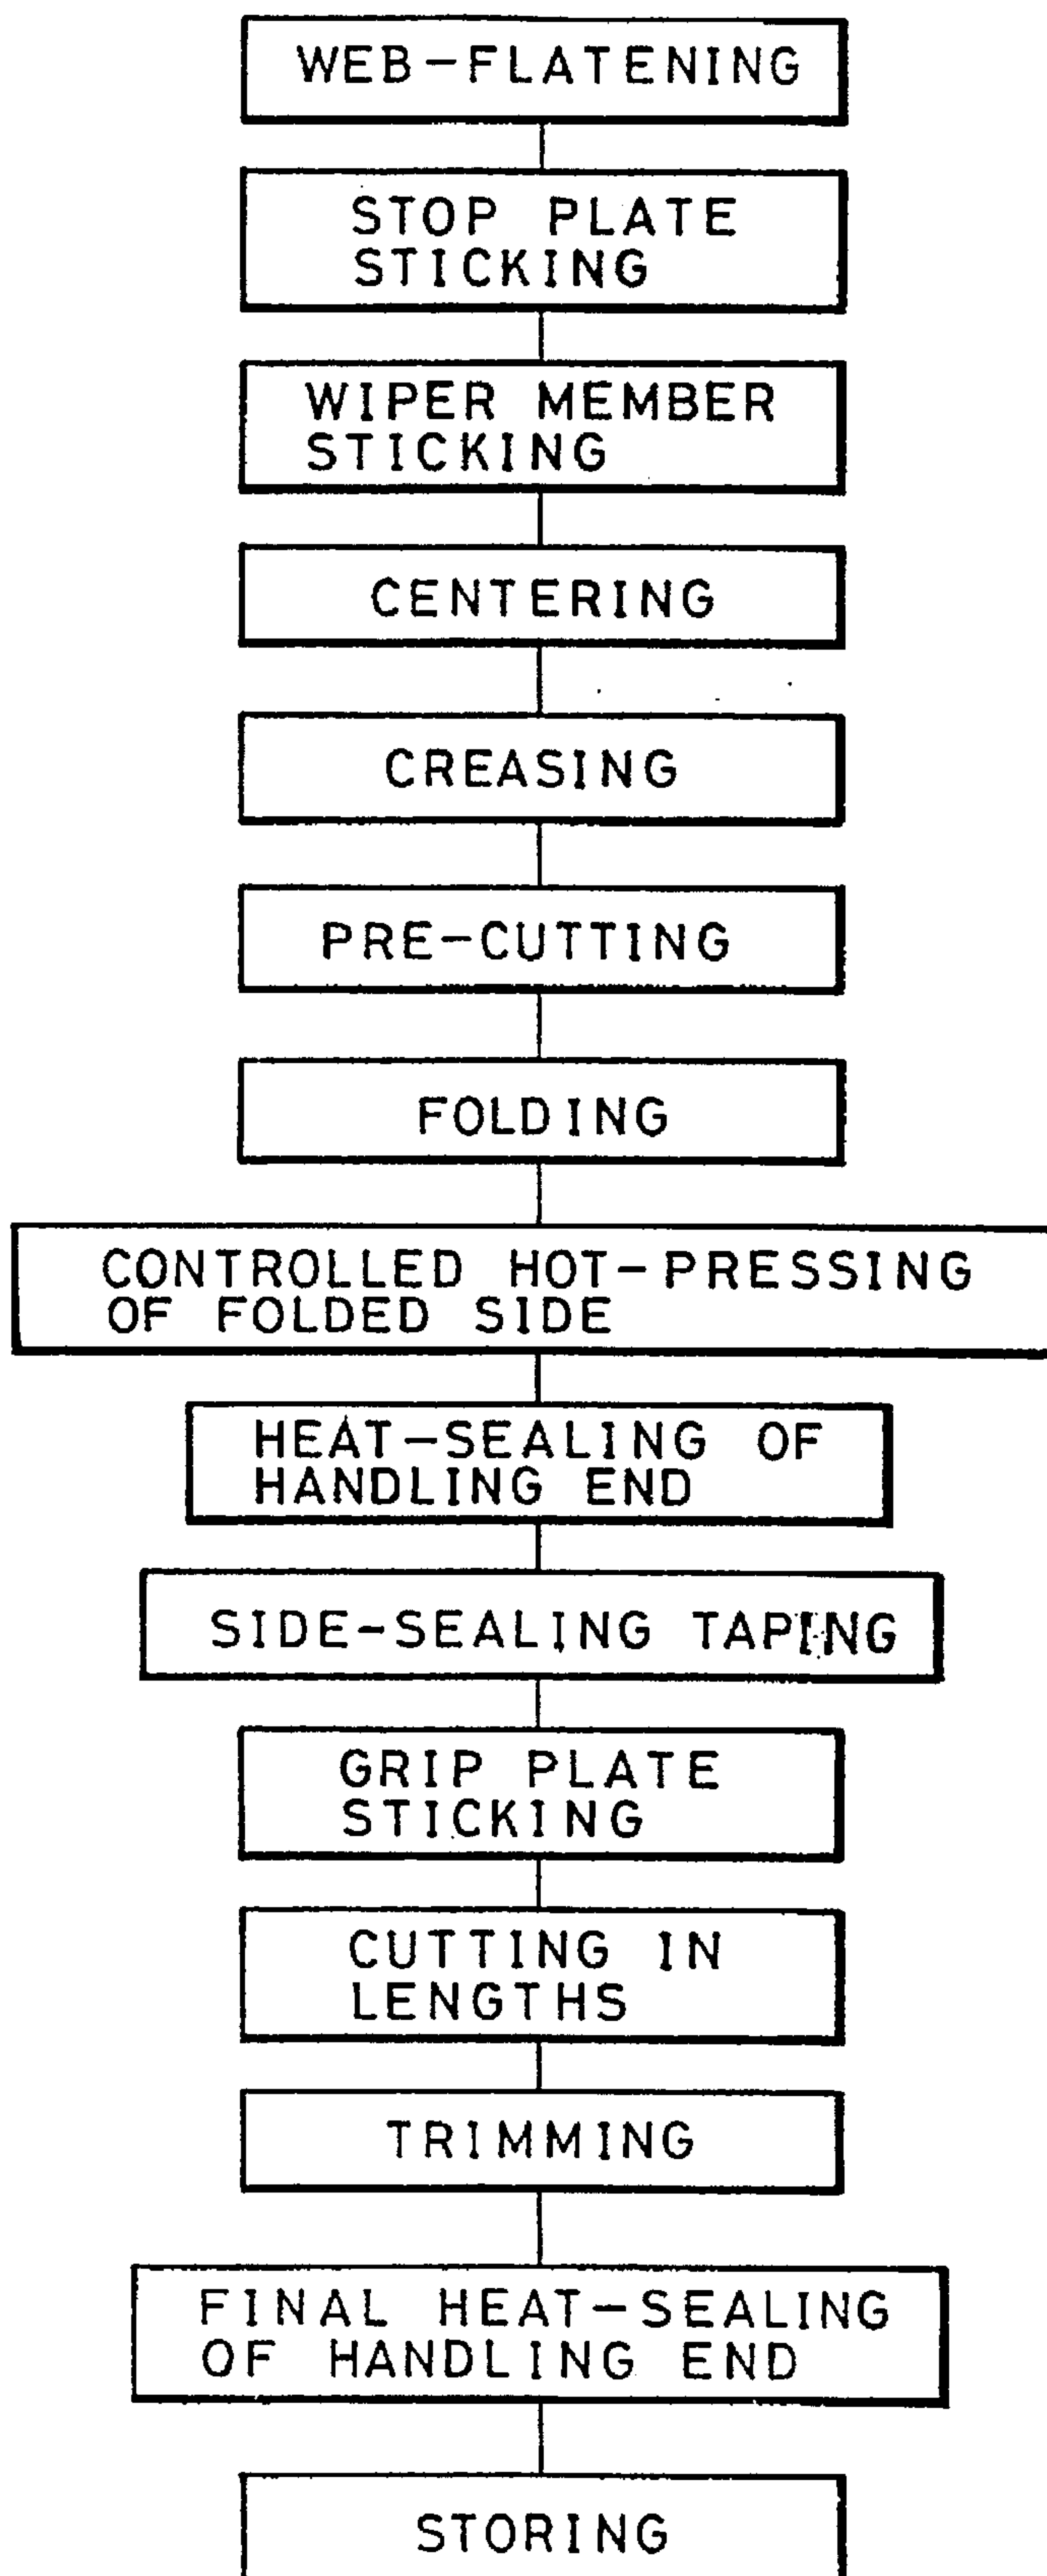 WEB-FLATENING
STOP PLATE
STICKING
WIPER MEMBER
STICKING
CENTERING
CREASING
PRE-CUTTING
FOLDING
CONTROLLED HOT-PRESSING
OF FOLDED SIDE
HEAT-SEALING OF
HANDLING END
SIDE-SEALING TAPING
GRIP PLATE
STICKING
CUTTING IN
LENGTHS
TRIMMING
FINAL HEAT-SEALING
OF HANDLING END
STORING